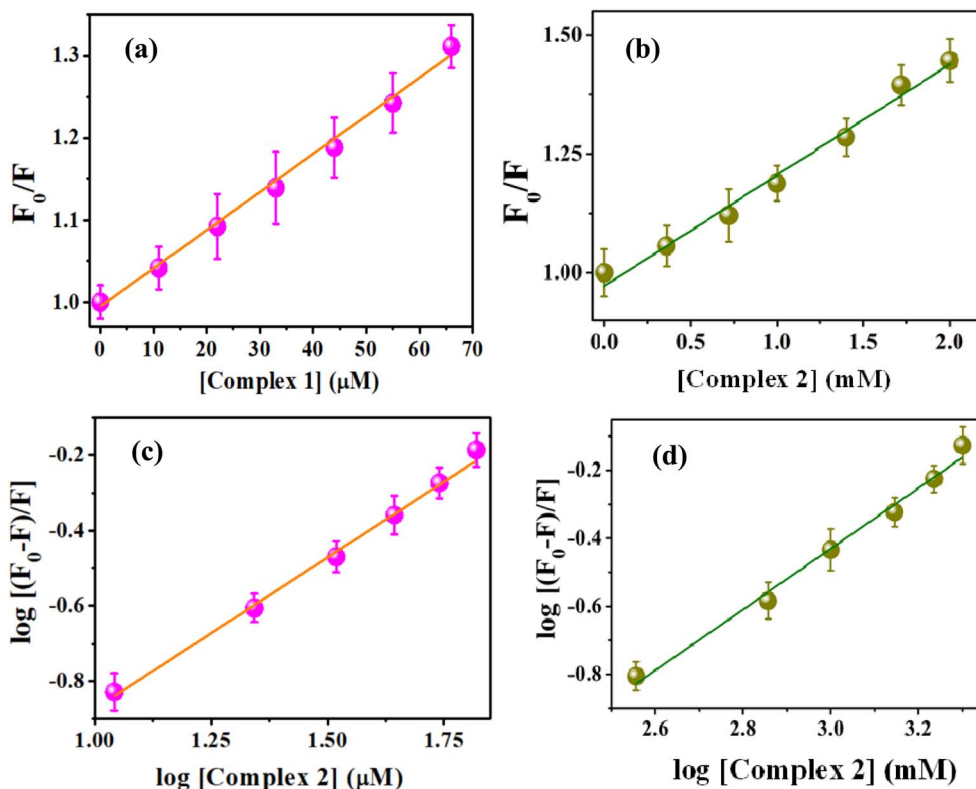 (a)
F₀/F
1.3
1.2
1.1
1.0
0 10 20 30 40 50 60 70
[Complex 1] (μM)
(b)
F₀/F
1.50
1.25
1.00
0.0 0.5 1.0 1.5 2.0
[Complex 2] (mM)
(c)
log [(F₀-F)/F]
-0.2
-0.4
-0.6
-0.8
1.00 1.25 1.50 1.75
log [Complex 2] (μM)
(d)
log [(F₀-F)/F]
-0.2
-0.4
-0.6
-0.8
2.6 2.8 3.0 3.2
log [Complex 2] (mM)